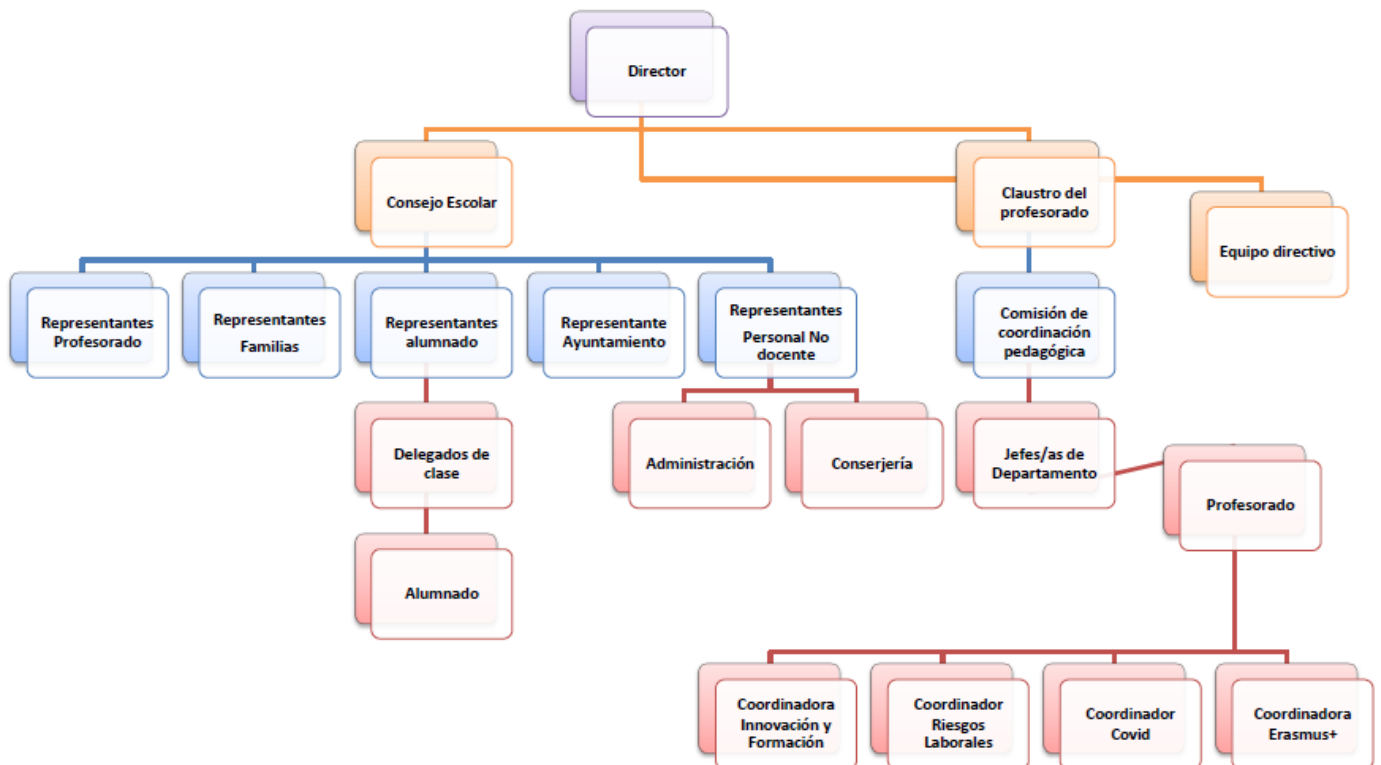 Director
Consejo Escolar
Claustro del
profesorado
Equipo directivo
Representantes
Profesorado
Representantes
Familias
Representantes
alumnado
Representante
Ayuntamiento
Representantes
Personal No
docente
Comisión de
coordinación
pedagógica
Delegados de
clase
Administración
Conserjería
Jefes/as de
Departamento
Profesorado
Alumnado
Coordinadora
Innovación y
Formación
Coordinador
Riesgos
Laborales
Coordinador
Covid
Coordinadora
Erasmus+